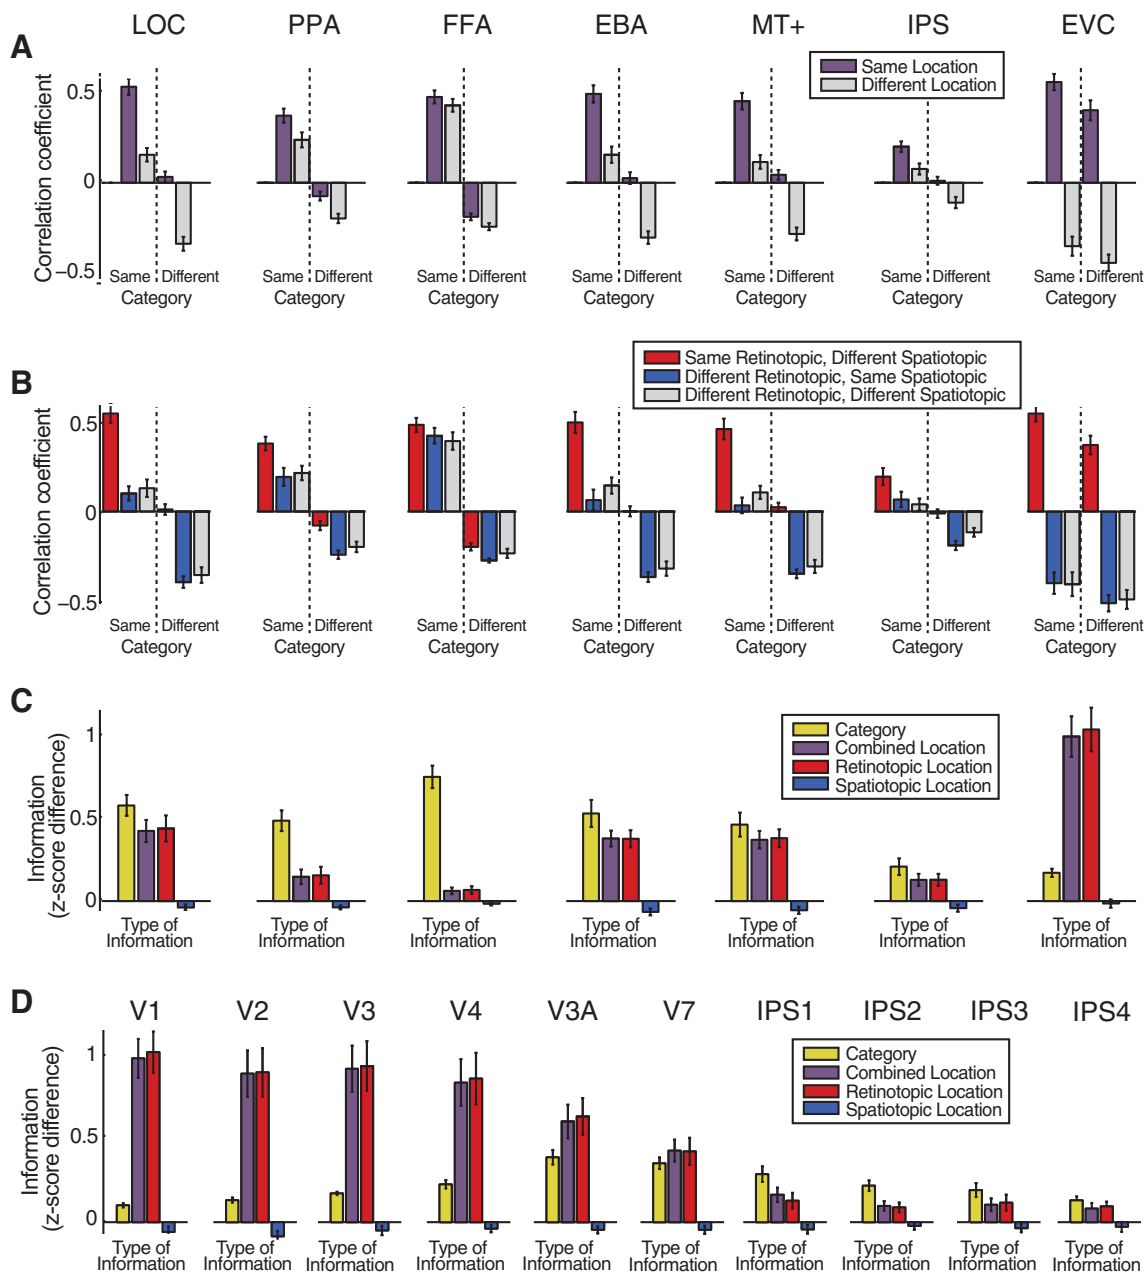 LOC PPA FFA EBA MT+ IPS EVC
A
Same Location
Different Location
Correlation coefficient
0.5
0
−0.5
Same Different Same Different Same Different Same Different Same Different Same Different Same Different
Category Category Category Category Category Category Category
B
Same Retinotopic, Different Spatiotopic
Different Retinotopic, Same Spatiotopic
Different Retinotopic, Different Spatiotopic
Correlation coefficient
0.5
0
−0.5
Same Different Same Different Same Different Same Different Same Different Same Different Same Different
Category Category Category Category Category Category Category
C
Category
Combined Location
Retinotopic Location
Spatiotopic Location
Information
(z-score difference)
1
0.5
0
Type of Type of Type of Type of Type of Type of Type of
Information Information Information Information Information Information Information
D
V1 V2 V3 V4 V3A V7 IPS1 IPS2 IPS3 IPS4
Category
Combined Location
Retinotopic Location
Spatiotopic Location
Information
(z-score difference)
1
0.5
0
Type of Type of Type of Type of Type of Type of Type of Type of Type of Type of
Information Information Information Information Information Information Information Information Information Information